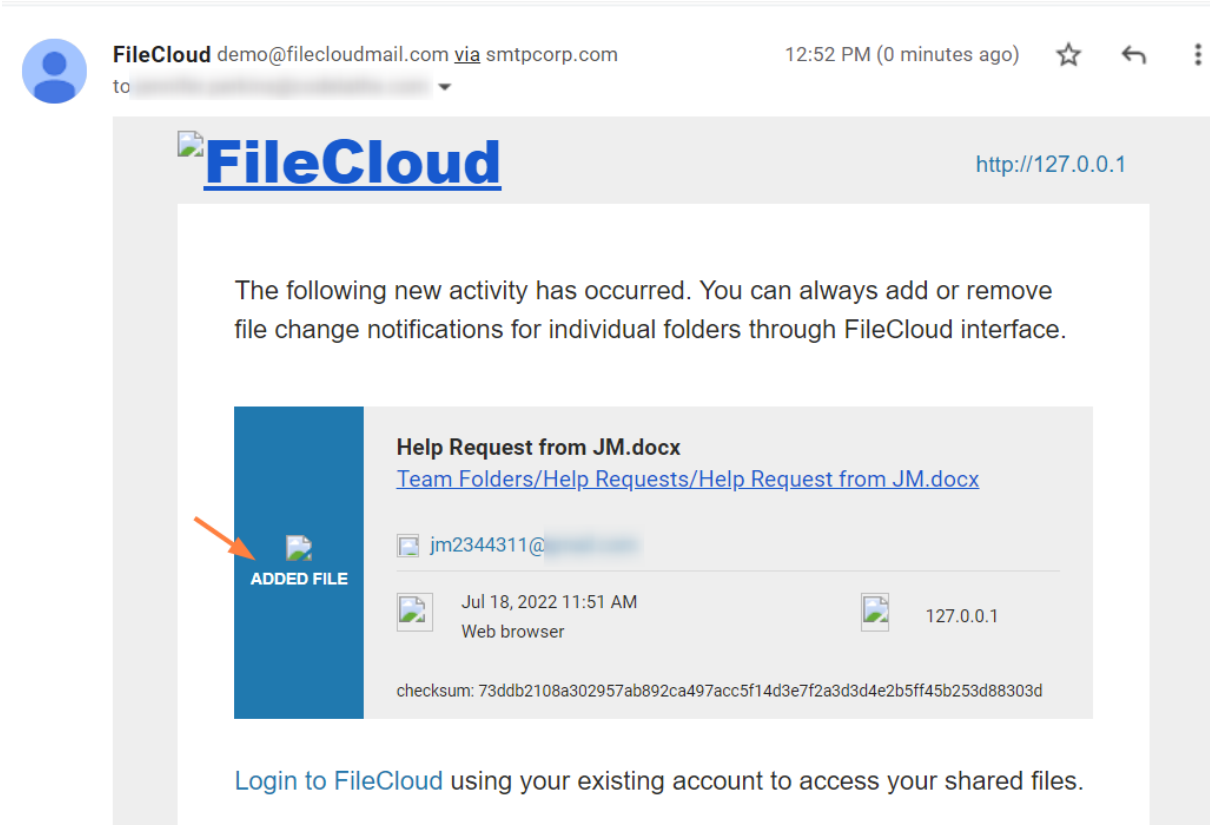 FileCloud demo@filecloudmail.com via smtpcorp.com 12:52 PM (0 minutes ago)
to
FileCloud http://127.0.0.1
The following new activity has occurred. You can always add or remove
file change notifications for individual folders through FileCloud interface.
Help Request from JM.docx
Team Folders/Help Requests/Help Request from JM.docx
jm2344311@
ADDED FILE
Jul 18, 2022 11:51 AM
Web browser
127.0.0.1
checksum: 73ddb2108a302957ab892ca497acc5f14d3e7f2a3d3d4e2b5ff45b253d88303d
Login to FileCloud using your existing account to access your shared files.